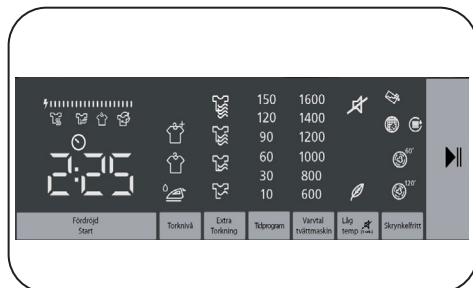 150 1600
120 1400
90 1200
60 1000
30 800
10 600
60'
120'
2:25
Fördröjd
Start
Torknivå
Extra
Torkning
Tidprogram
Varvtal
tvättmaskin
Låg
temp
Skrynkelfritt